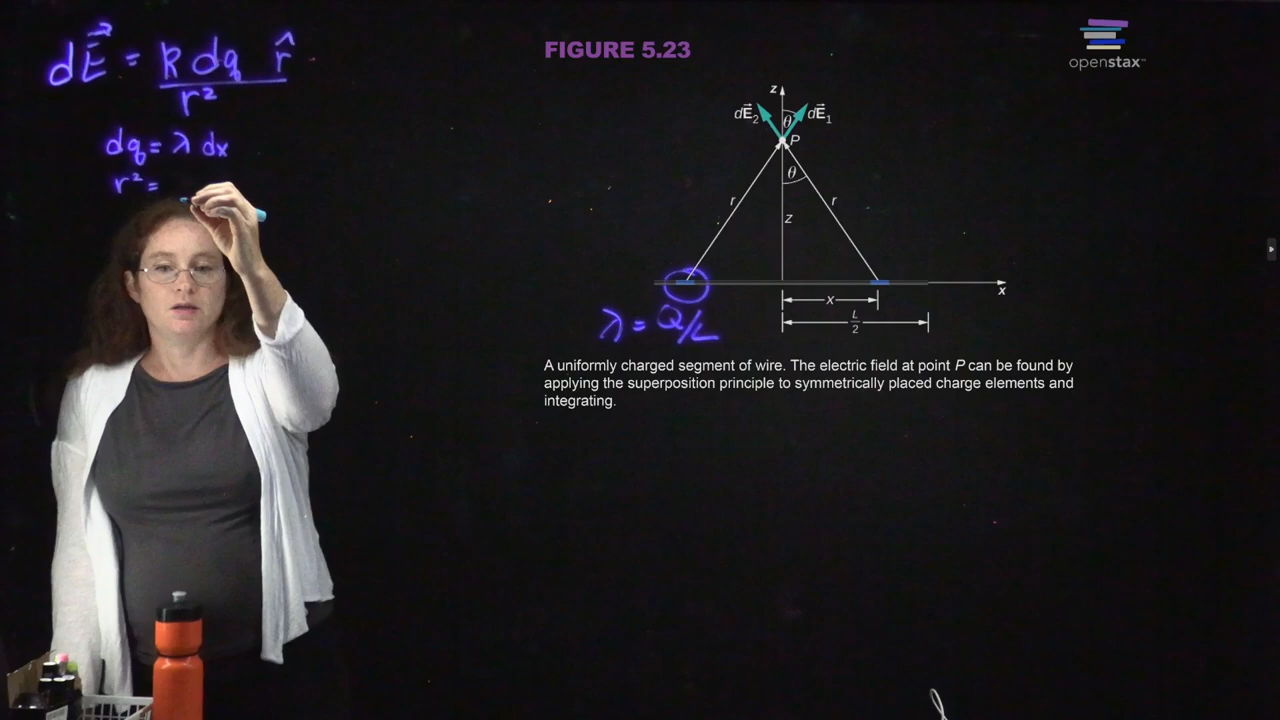 dE⃗ = k dq r̂ / r²
dq = λ dx
r² =
FIGURE 5.23
openstax™
z
dE⃗₂
θ
dE⃗₁
P
θ
r
r
z
x
x
L/2
λ = Q/L
A uniformly charged segment of wire. The electric field at point P can be found by
applying the superposition principle to symmetrically placed charge elements and
integrating.